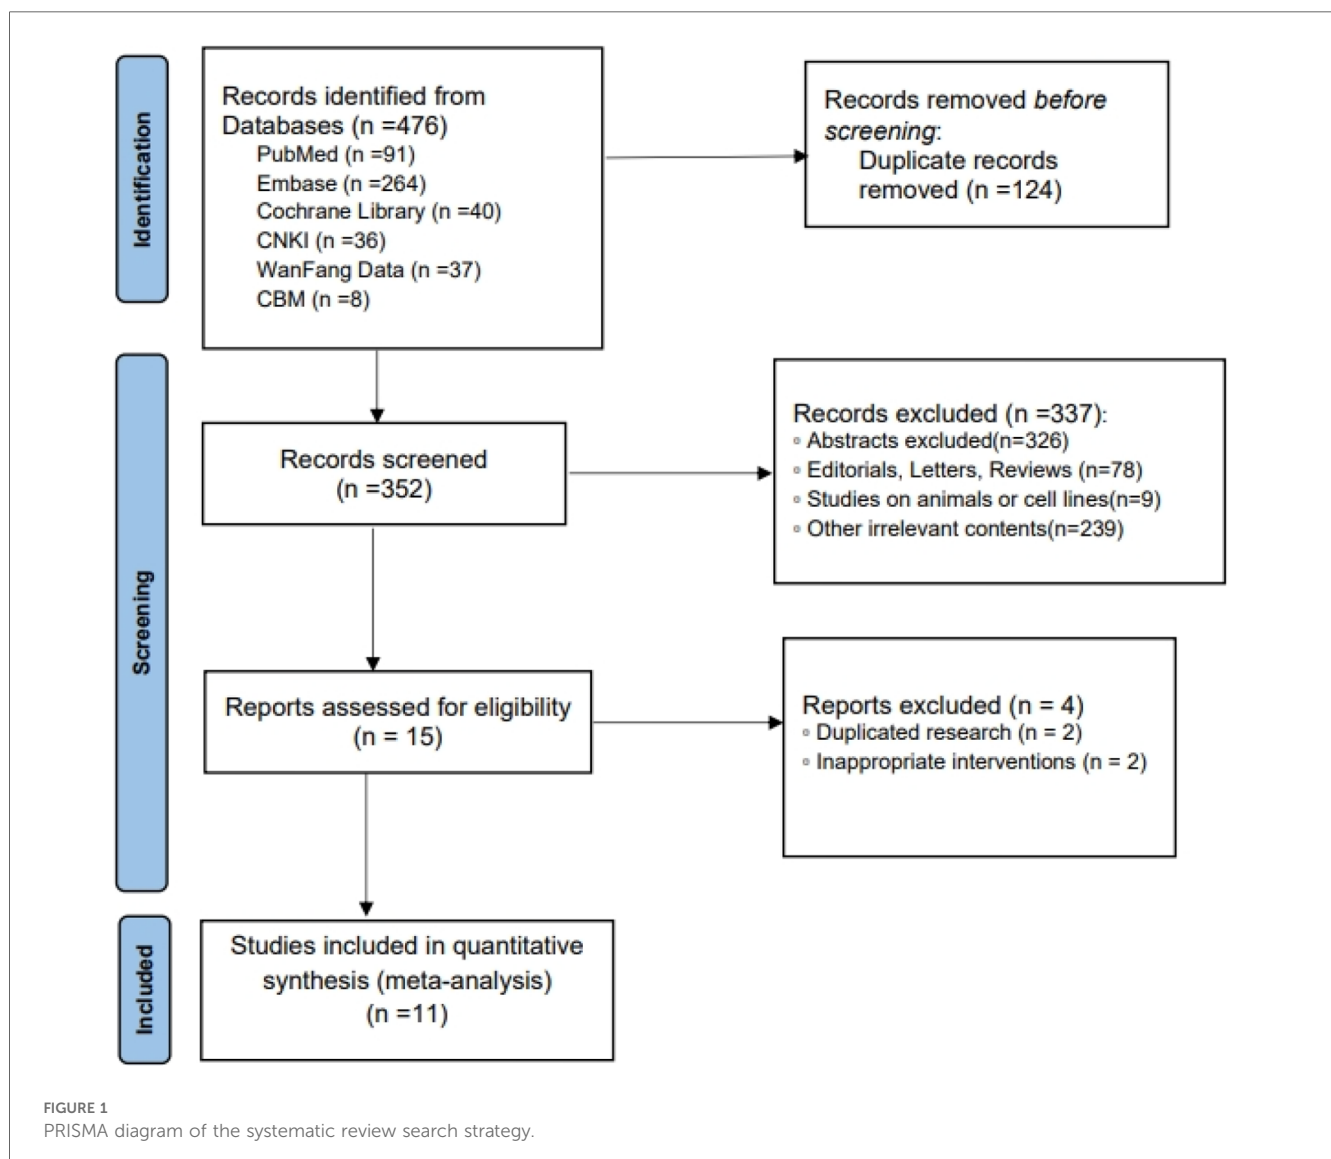 Identification
Records identified from
Databases (n =476)
PubMed (n =91)
Embase (n =264)
Cochrane Library (n =40)
CNKI (n =36)
WanFang Data (n =37)
CBM (n =8)
Records removed before
screening:
Duplicate records
removed (n =124)
Screening
Records screened
(n =352)
Records excluded (n =337):
◦ Abstracts excluded(n=326)
◦ Editorials, Letters, Reviews (n=78)
◦ Studies on animals or cell lines(n=9)
◦ Other irrelevant contents(n=239)
Reports assessed for eligibility
(n = 15)
Reports excluded (n = 4)
◦ Duplicated research (n = 2)
◦ Inappropriate interventions (n = 2)
Included
Studies included in quantitative
synthesis (meta-analysis)
(n =11)
FIGURE 1
PRISMA diagram of the systematic review search strategy.